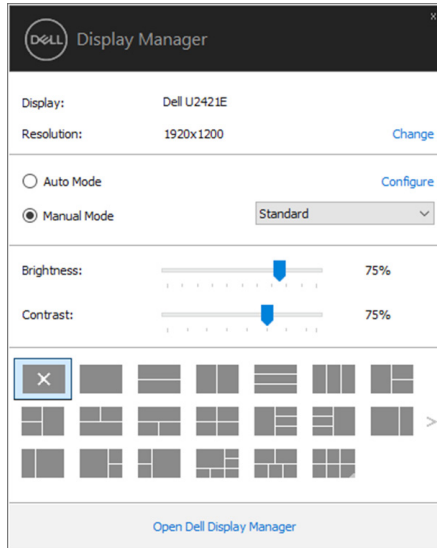 x
DELL Display Manager
Display: Dell U2421E
Resolution: 1920x1200 Change
Auto Mode Configure
Manual Mode Standard
Brightness: 75%
Contrast: 75%
Open Dell Display Manager